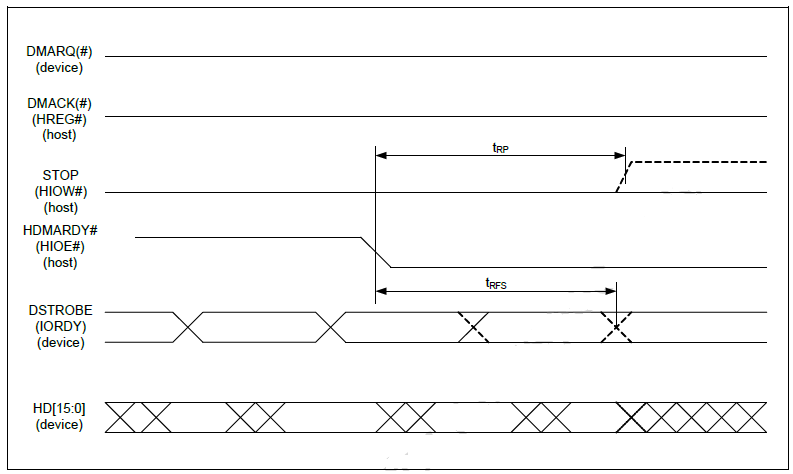 DMARQ(#)
(device)
DMACK(#)
(HREG#)
(host)
tRP
STOP
(HIOW#)
(host)
HDMARDY#
(HIOE#)
(host)
tRFS
DSTROBE
(IORDY)
(device)
HD[15:0]
(device)